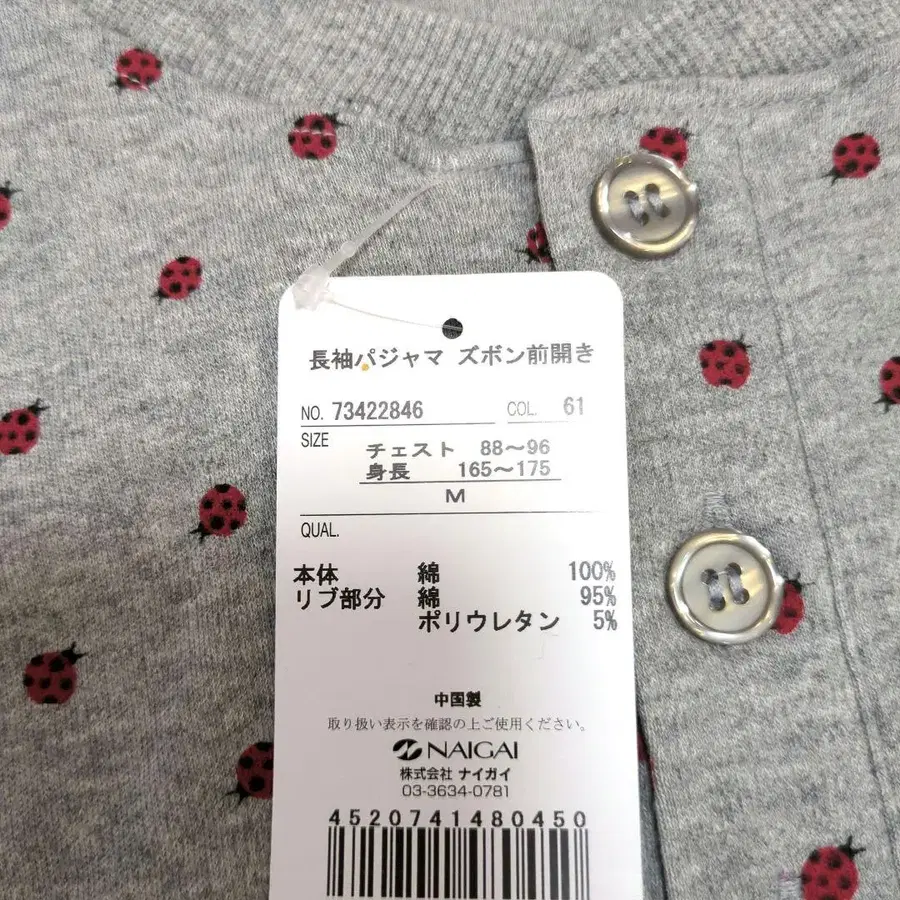 長袖パジャマ ズボン前開き
NO. 73422846 COL. 61
SIZE
チェスト 88〜96
身長 165〜175
M
QUAL.
本体 綿 100%
リブ部分 綿 95%
ポリウレタン 5%
中国製
取り扱い表示を確認の上ご使用ください。
NAIGAI
株式会社 ナイガイ
03-3634-0781
4520741480450